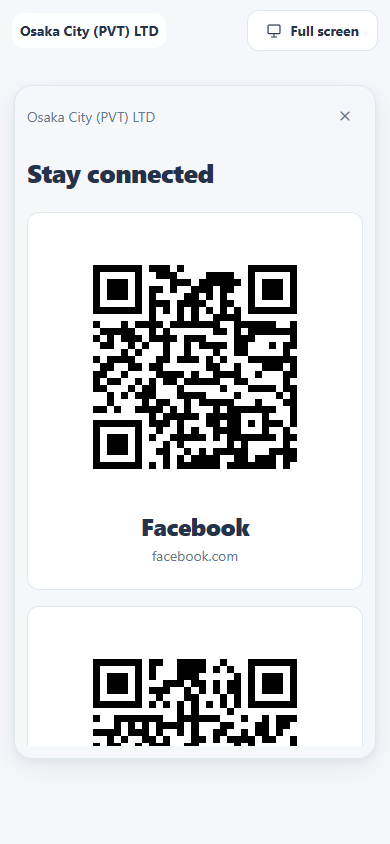 Osaka City (PVT) LTD
Full screen
Osaka City (PVT) LTD
Stay connected
Facebook
facebook.com